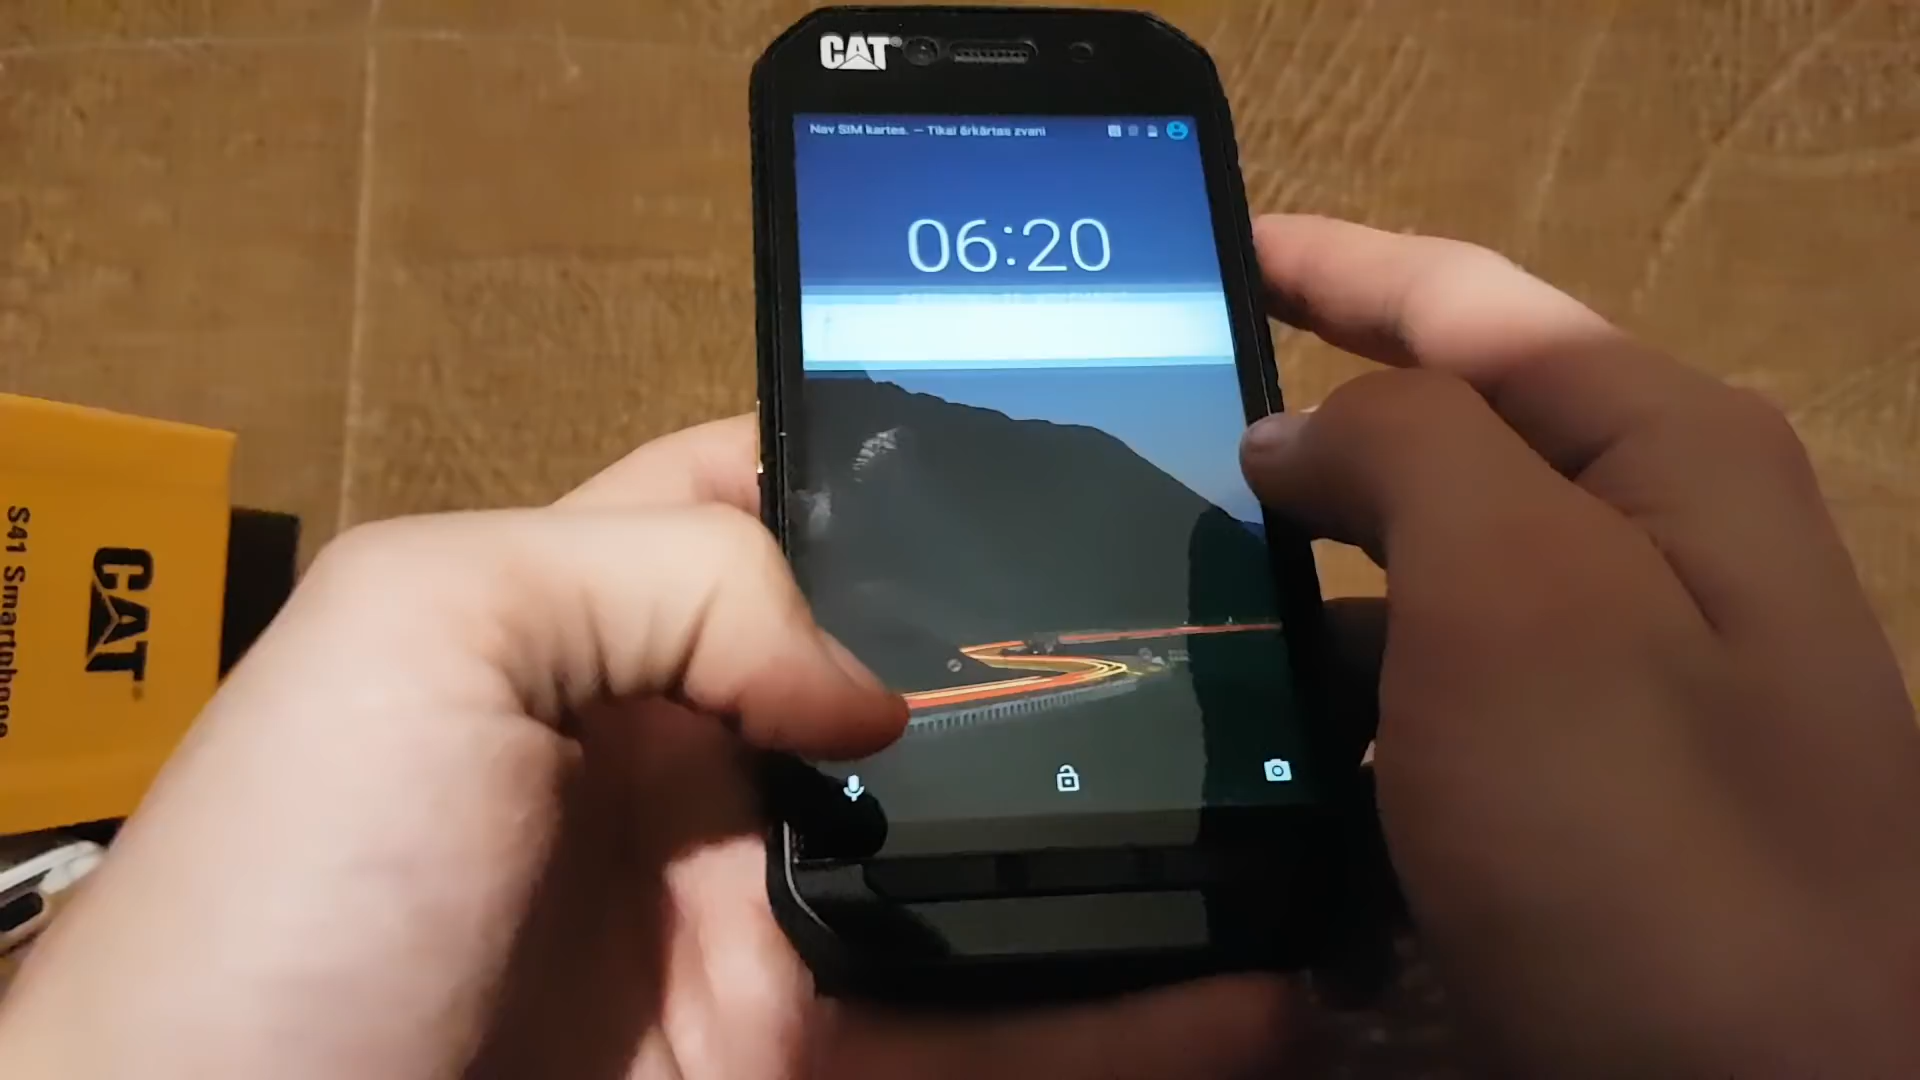 CAT
Nav SIM kartes. — Tikai ārkārtas zvani
06:20
CAT
S41 Smartphone